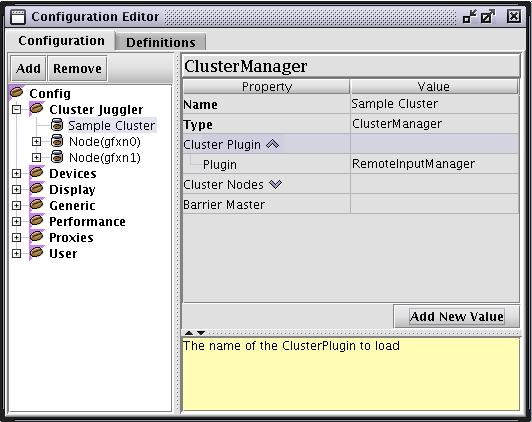 Configuration Editor
Configuration Definitions
Add Remove
Config
Cluster Juggler
Sample Cluster
Node(gfxn0)
Node(gfxn1)
Devices
Display
Generic
Performance
Proxies
User
ClusterManager
Property Value
Name Sample Cluster
Type ClusterManager
Cluster Plugin
Plugin RemoteInputManager
Cluster Nodes
Barrier Master
Add New Value
The name of the ClusterPlugin to load